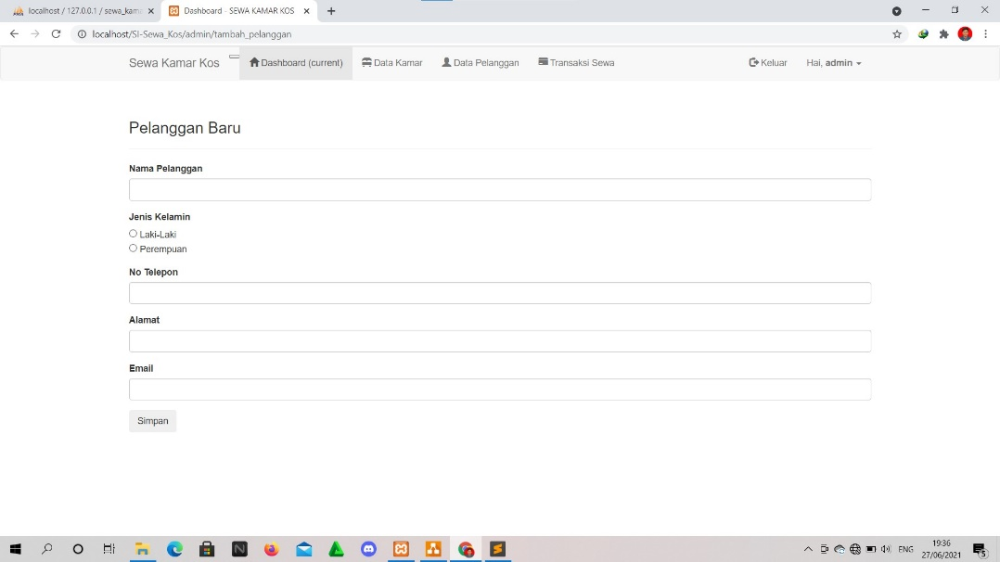 localhost / 127.0.0.1 / sewa_kama
Dashboard - SEWA KAMAR KOS
localhost/SI-Sewa_Kos/admin/tambah_pelanggan
Sewa Kamar Kos Dashboard (current) Data Kamar Data Pelanggan Transaksi Sewa Keluar Hai, admin
Pelanggan Baru
Nama Pelanggan
Jenis Kelamin
Laki-Laki
Perempuan
No Telepon
Alamat
Email
Simpan
ENG
19:36
27/06/2021
5